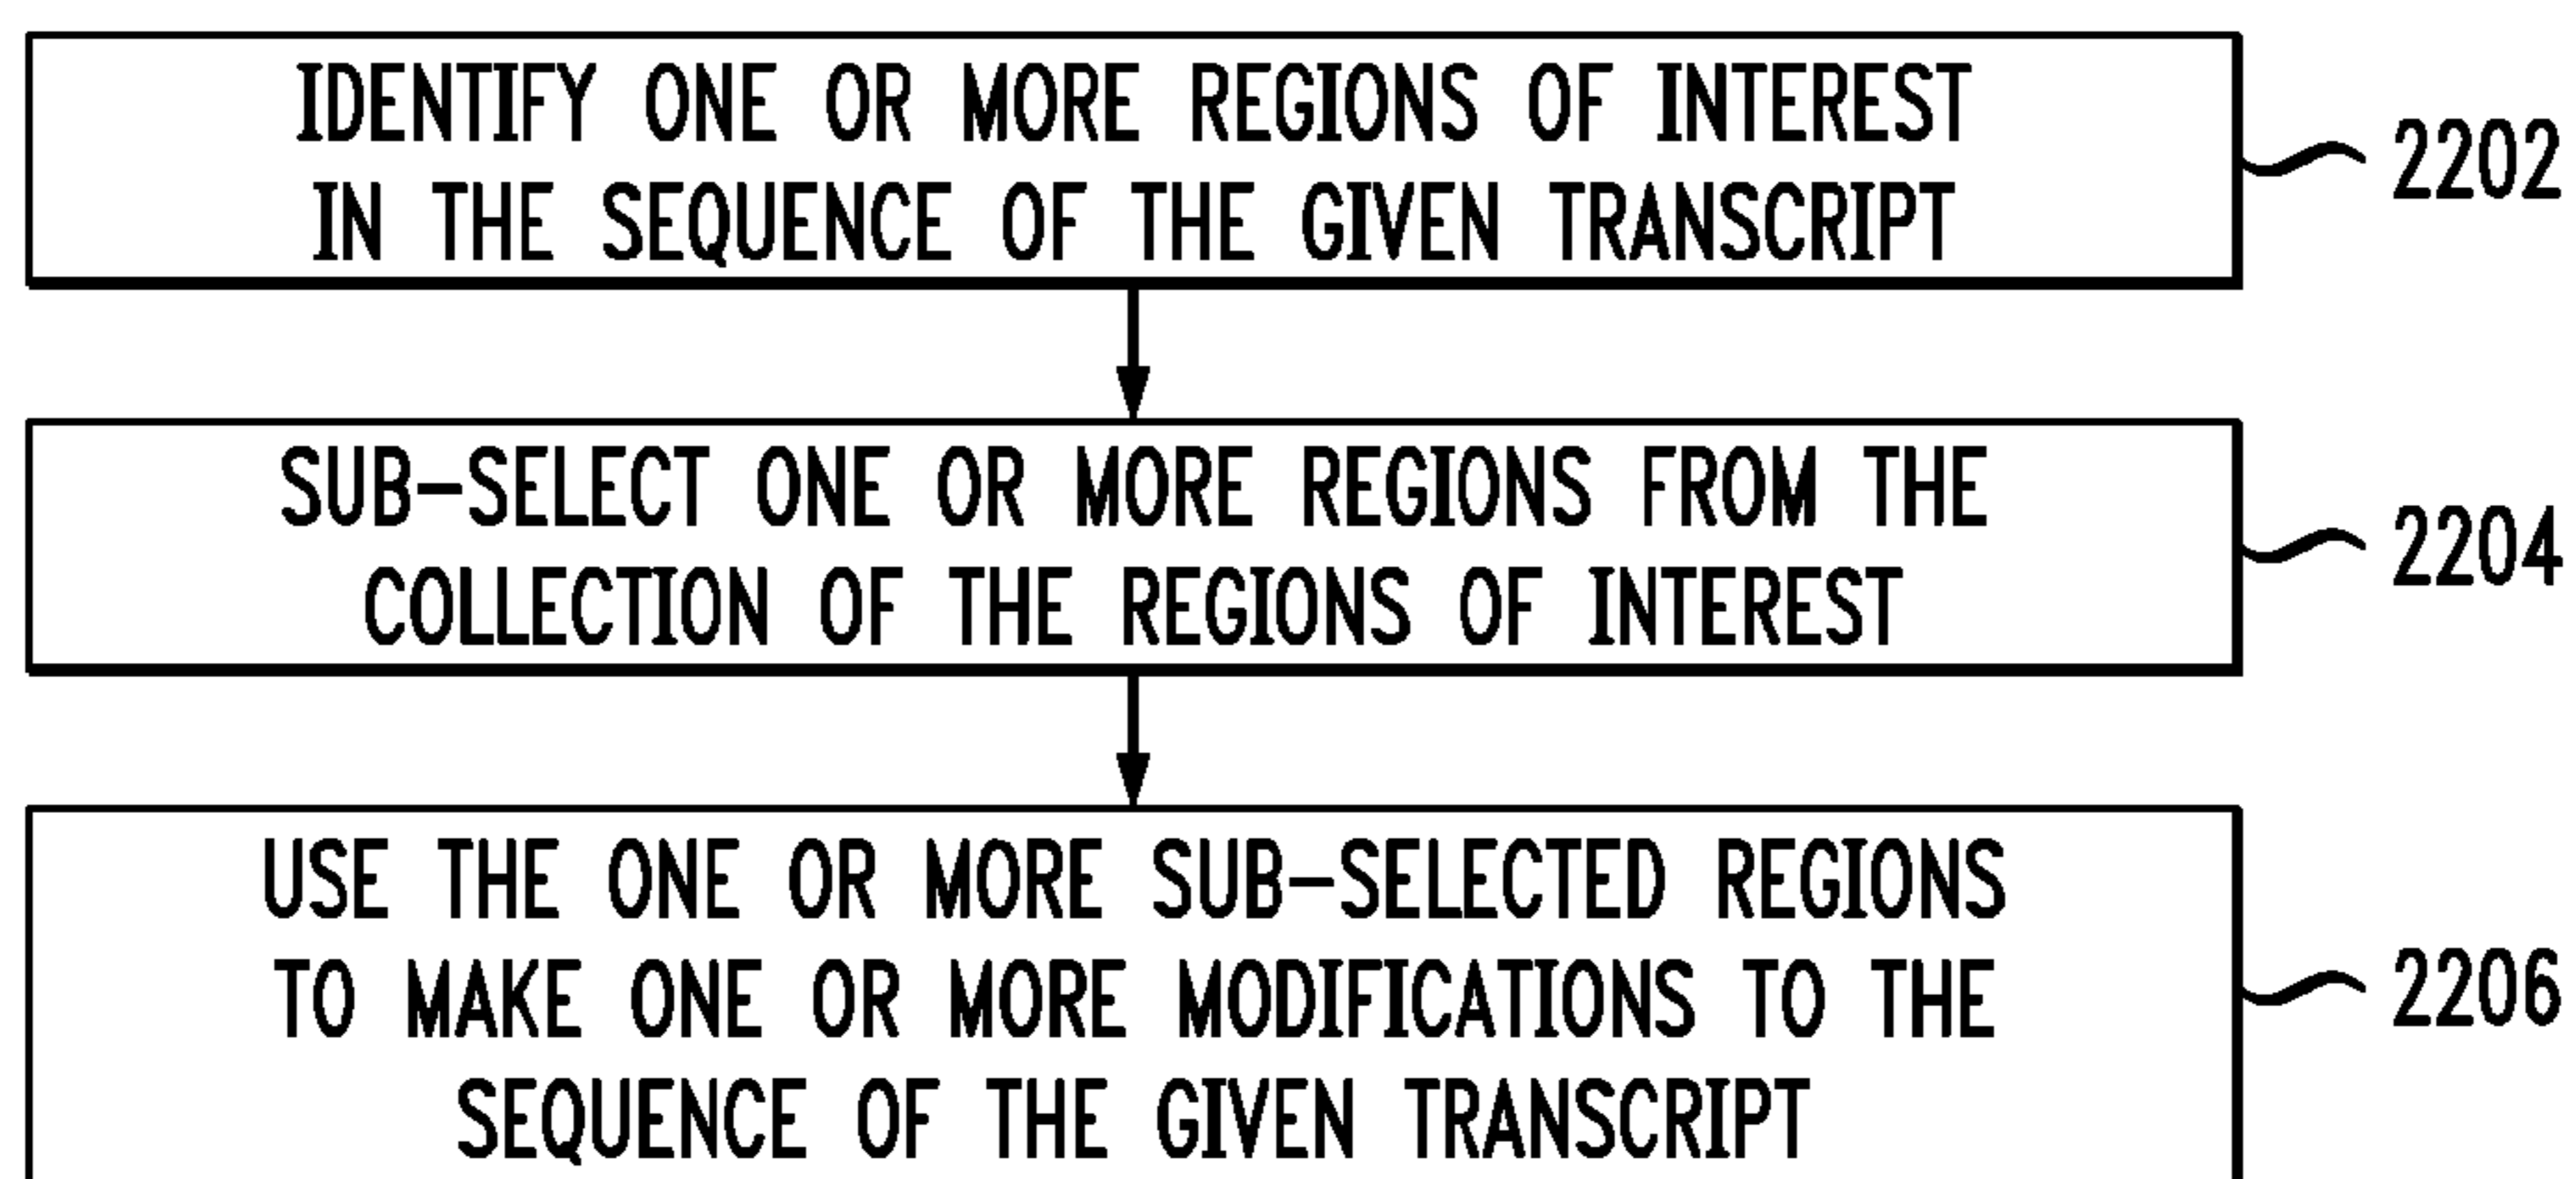 IDENTIFY ONE OR MORE REGIONS OF INTEREST
IN THE SEQUENCE OF THE GIVEN TRANSCRIPT
2202
SUB-SELECT ONE OR MORE REGIONS FROM THE
COLLECTION OF THE REGIONS OF INTEREST
2204
USE THE ONE OR MORE SUB-SELECTED REGIONS
TO MAKE ONE OR MORE MODIFICATIONS TO THE
SEQUENCE OF THE GIVEN TRANSCRIPT
2206